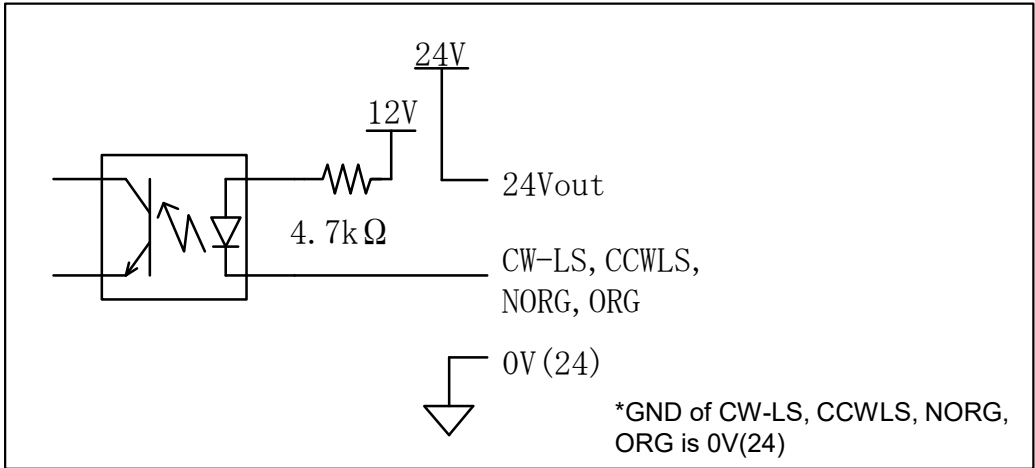 24V
12V
24Vout
4.7kΩ
CW-LS, CCWLS,
NORG, ORG
0V(24)
*GND of CW-LS, CCWLS, NORG,
ORG is 0V(24)